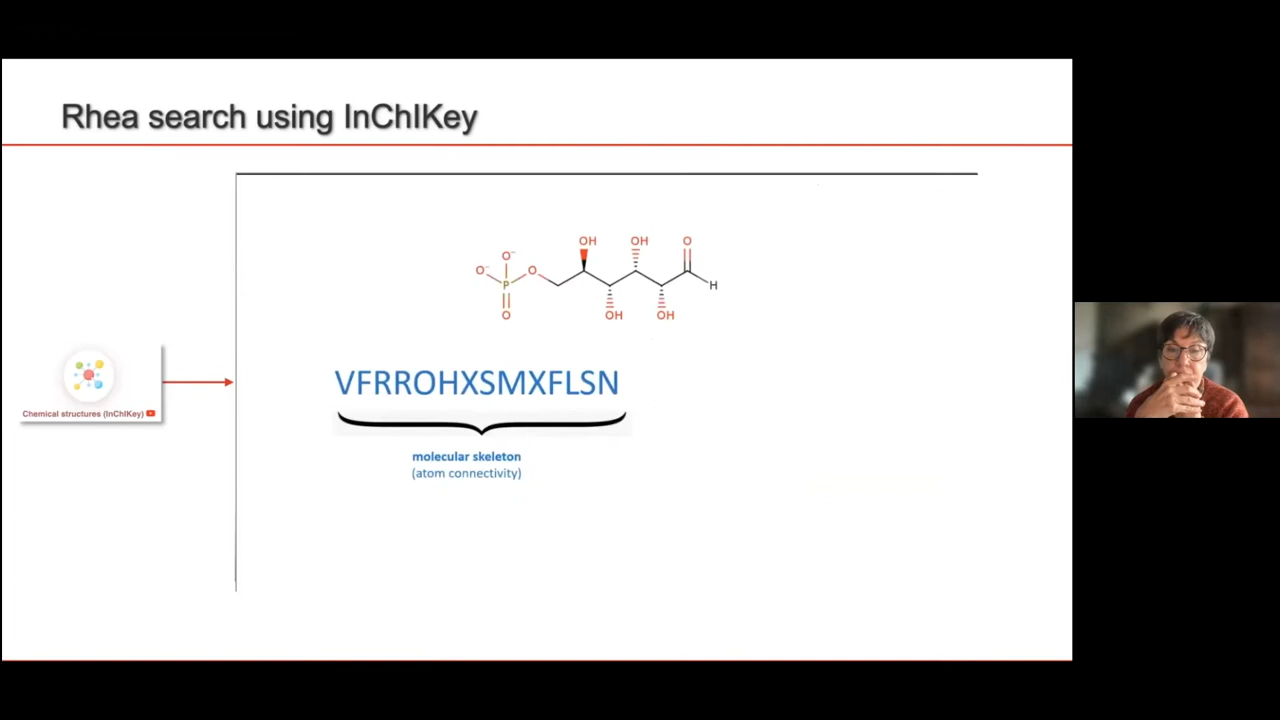 Rhea search using InChIKey
OH OH O
O⁻
O⁻ O
P H
O OH OH
VFRROHXSMXFLSN
Chemical structures (InChIKey)
molecular skeleton
(atom connectivity)